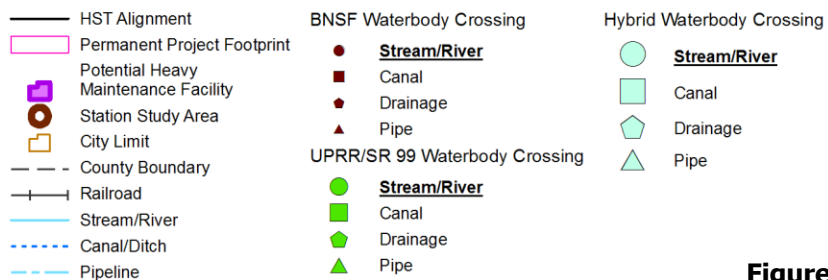 HST Alignment
Permanent Project Footprint
Potential Heavy
Maintenance Facility
Station Study Area
City Limit
County Boundary
Railroad
Stream/River
Canal/Ditch
Pipeline
BNSF Waterbody Crossing
Stream/River
Canal
Drainage
Pipe
UPRR/SR 99 Waterbody Crossing
Stream/River
Canal
Drainage
Pipe
Hybrid Waterbody Crossing
Stream/River
Canal
Drainage
Pipe
Figure